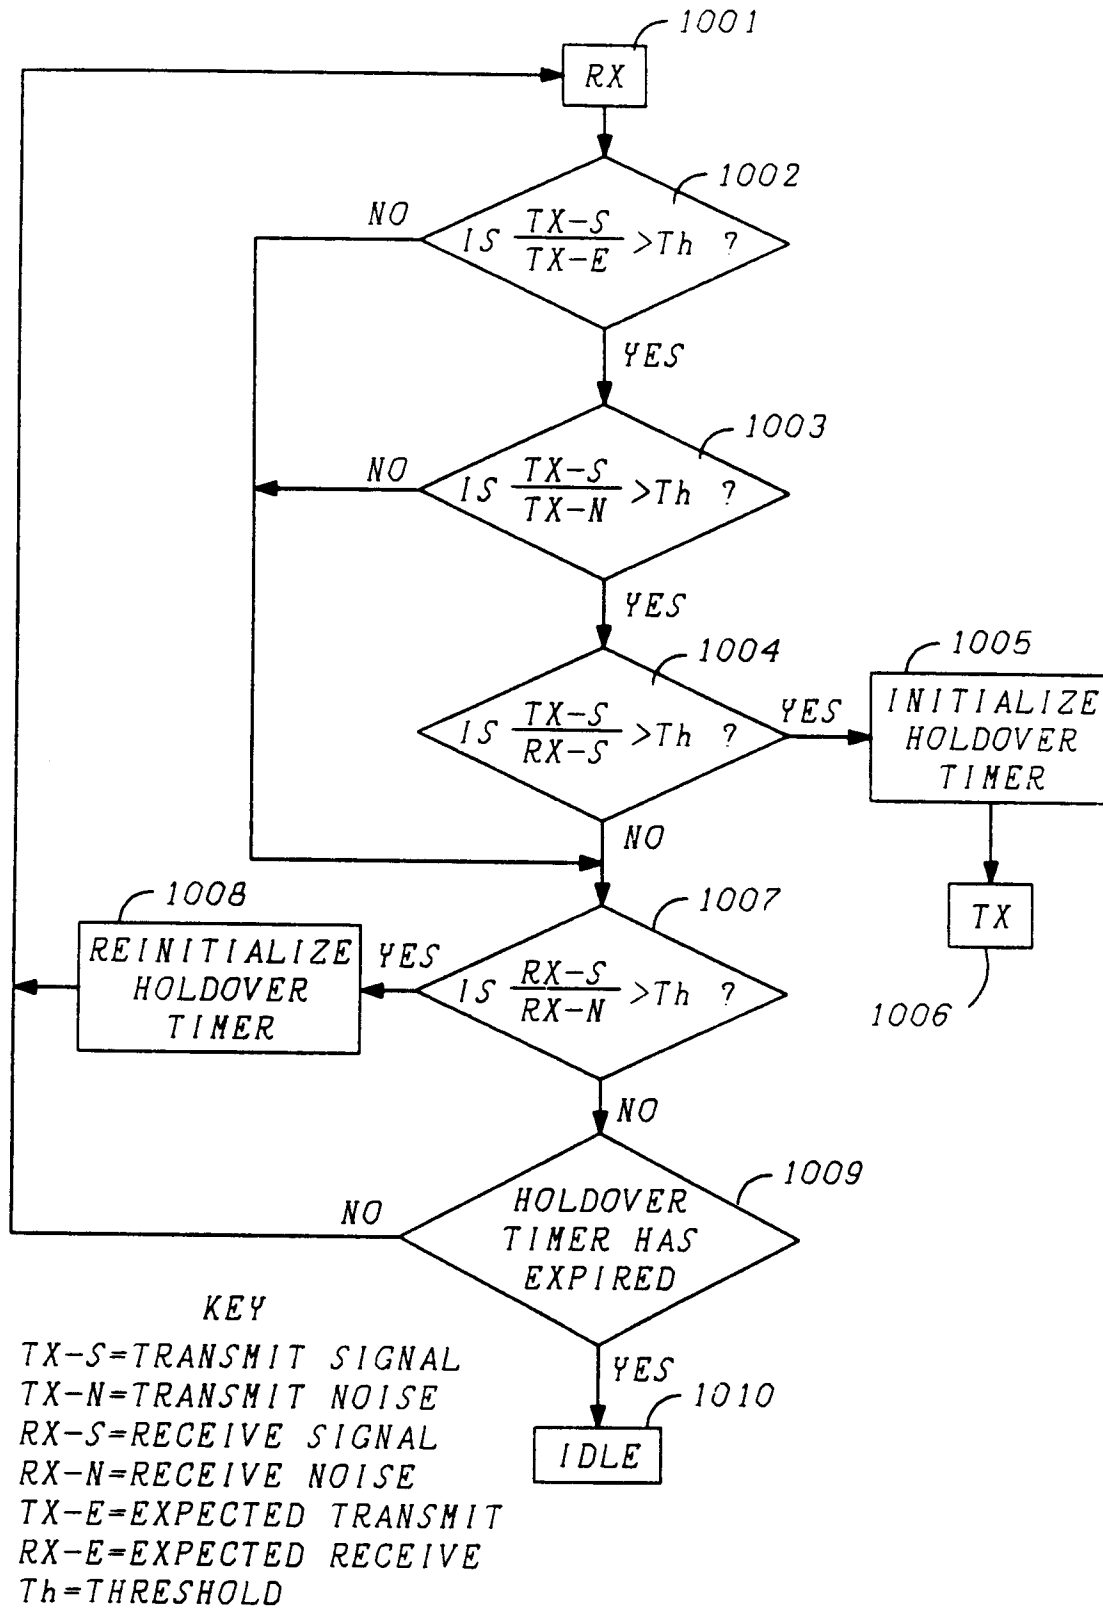 1001
RX
1002
NO
IS TX-S/TX-E >Th ?
YES
1003
NO
IS TX-S/TX-N >Th ?
YES
1004
IS TX-S/RX-S >Th ?
YES
1005
INITIALIZE
HOLDOVER
TIMER
NO
1008
REINITIALIZE
HOLDOVER
TIMER
YES
1007
IS RX-S/RX-N >Th ?
TX
1006
NO
1009
NO
HOLDOVER
TIMER HAS
EXPIRED
YES
1010
IDLE
KEY
TX-S=TRANSMIT SIGNAL
TX-N=TRANSMIT NOISE
RX-S=RECEIVE SIGNAL
RX-N=RECEIVE NOISE
TX-E=EXPECTED TRANSMIT
RX-E=EXPECTED RECEIVE
Th=THRESHOLD